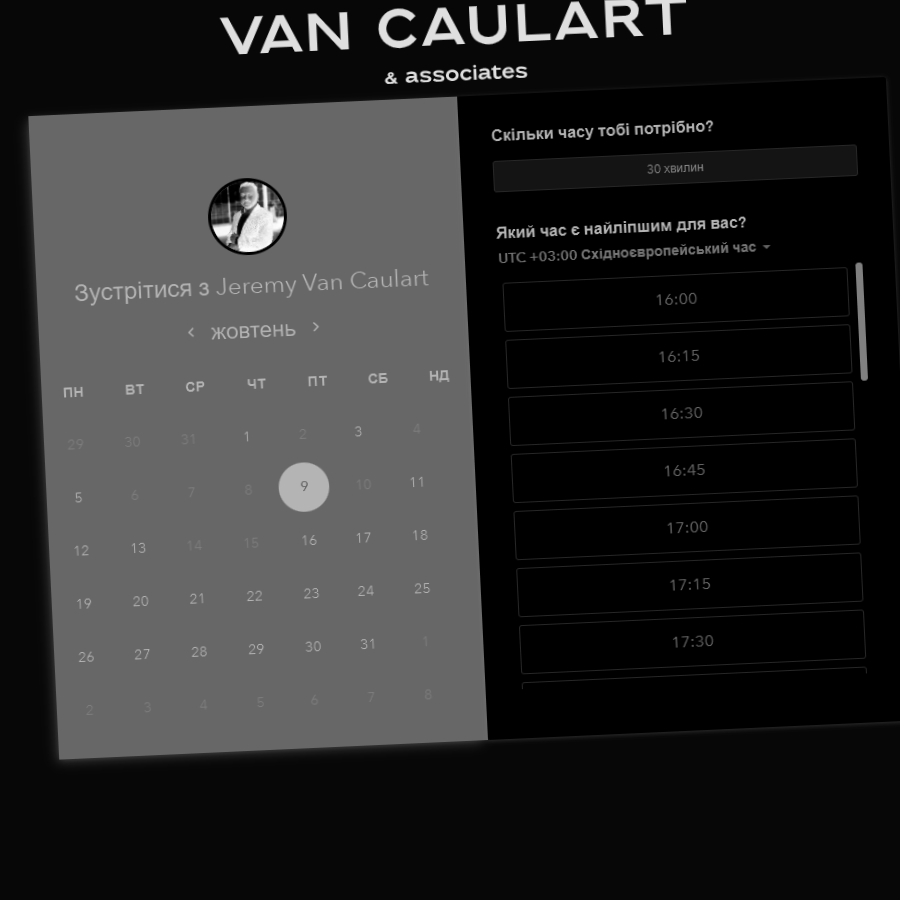 VAN CAULART
& associates
Зустрітися з Jeremy Van Caulart
‹ жовтень ›
ПН ВТ СР ЧТ ПТ СБ НД
29 30 31 1 2 3 4
5 6 7 8 9 10 11
12 13 14 15 16 17 18
19 20 21 22 23 24 25
26 27 28 29 30 31 1
2 3 4 5 6 7 8
Скільки часу тобі потрібно?
30 хвилин
Який час є найліпшим для вас?
UTC +03:00 Східноєвропейський час
16:00
16:15
16:30
16:45
17:00
17:15
17:30